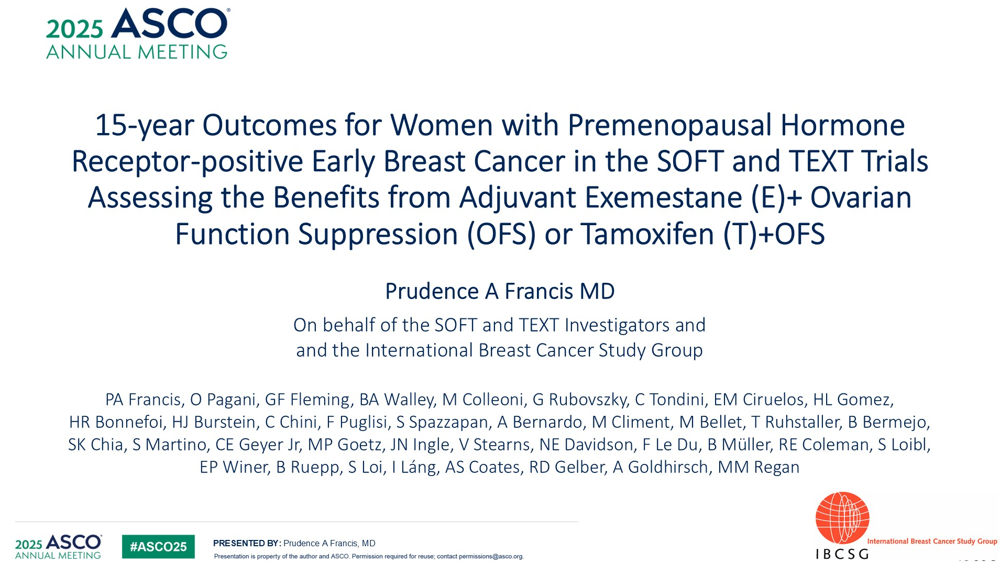 2025 ASCO®
ANNUAL MEETING
15-year Outcomes for Women with Premenopausal Hormone
Receptor-positive Early Breast Cancer in the SOFT and TEXT Trials
Assessing the Benefits from Adjuvant Exemestane (E)+ Ovarian
Function Suppression (OFS) or Tamoxifen (T)+OFS
Prudence A Francis MD
On behalf of the SOFT and TEXT Investigators and
and the International Breast Cancer Study Group
PA Francis, O Pagani, GF Fleming, BA Walley, M Colleoni, G Rubovszky, C Tondini, EM Ciruelos, HL Gomez,
HR Bonnefoi, HJ Burstein, C Chini, F Puglisi, S Spazzapan, A Bernardo, M Climent, M Bellet, T Ruhstaller, B Bermejo,
SK Chia, S Martino, CE Geyer Jr, MP Goetz, JN Ingle, V Stearns, NE Davidson, F Le Du, B Müller, RE Coleman, S Loibl,
EP Winer, B Ruepp, S Loi, I Láng, AS Coates, RD Gelber, A Goldhirsch, MM Regan
2025 ASCO®
ANNUAL MEETING
#ASCO25
PRESENTED BY: Prudence A Francis, MD
Presentation is property of the author and ASCO. Permission required for reuse; contact permissions@asco.org.
International Breast Cancer Study Group
IBCSG